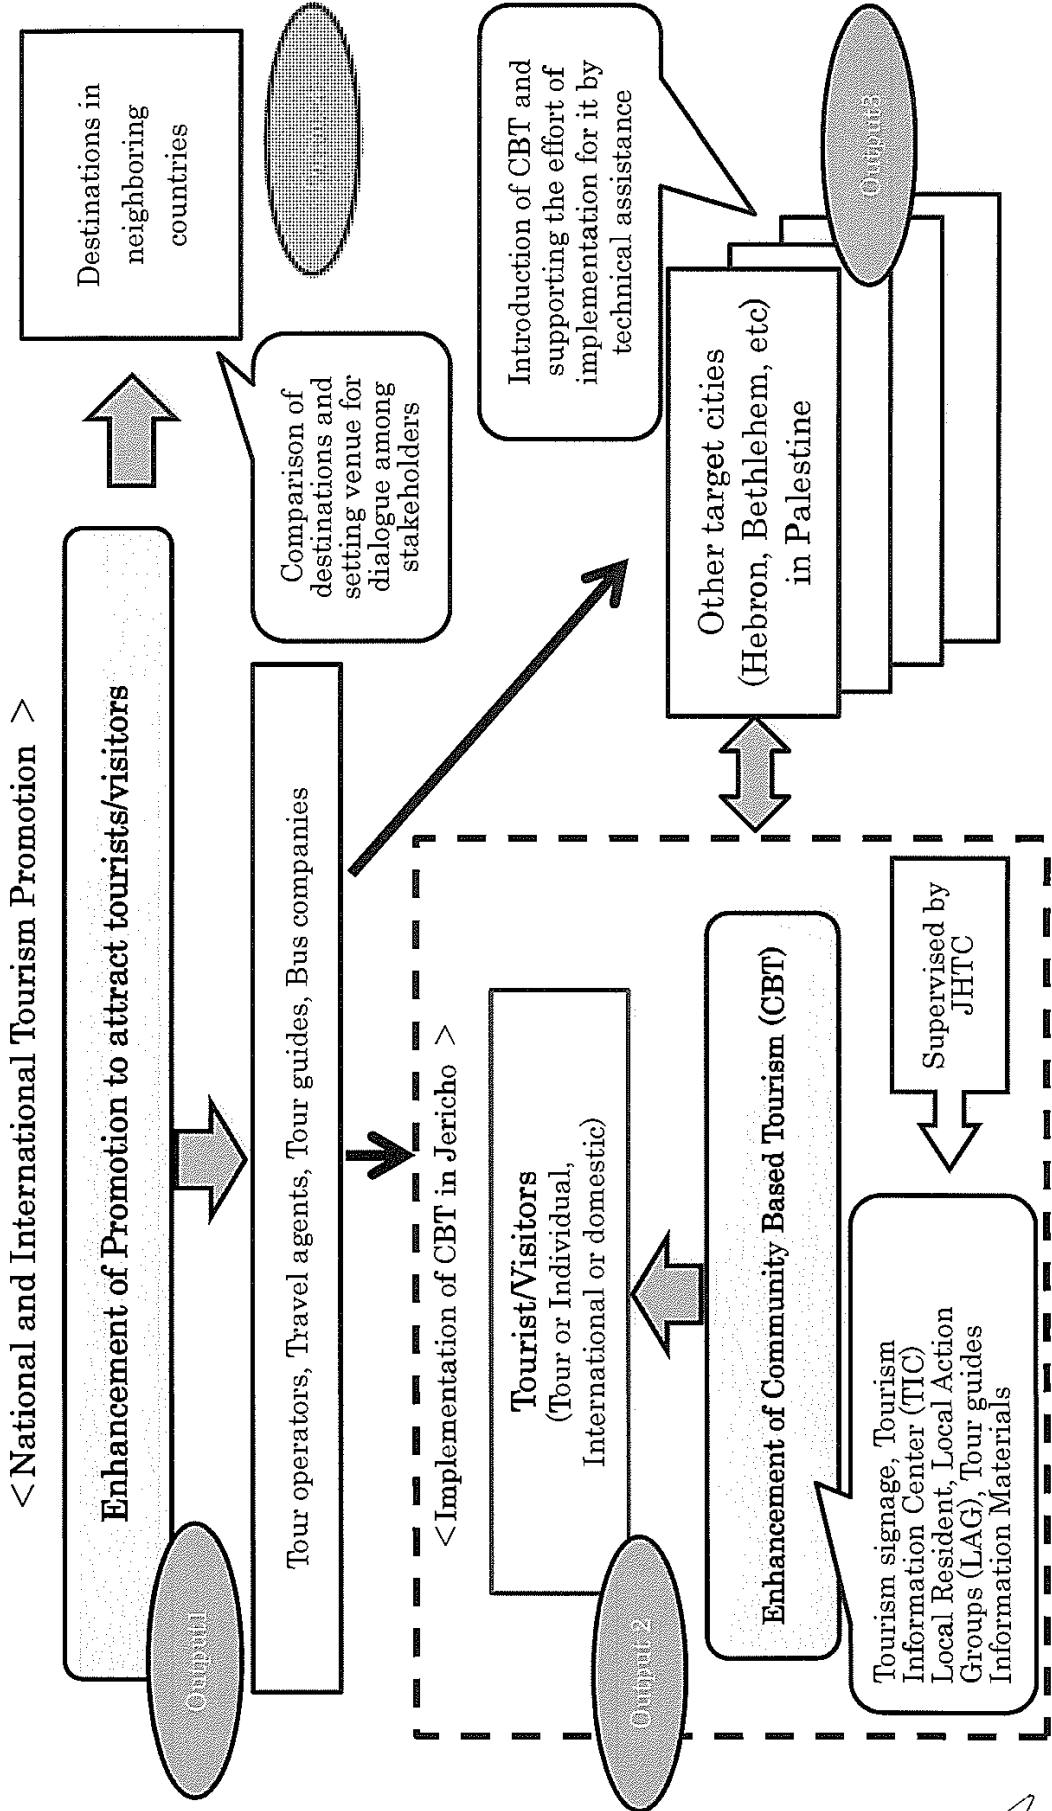 <National and International Tourism Promotion >
Enhancement of Promotion to attract tourists/visitors
Destinations in
neighboring
countries
Output1
Tour operators, Travel agents, Tour guides, Bus companies
Comparison of
destinations and
setting venue for
dialogue among
stakeholders
<Implementation of CBT in Jericho >
Tourist/Visitors
(Tour or Individual,
International or domestic)
Output 2
Enhancement of Community Based Tourism (CBT)
Tourism signage, Tourism
Information Center (TIC)
Local Resident, Local Action
Groups (LAG), Tour guides
Information Materials
Supervised by
JHTC
Introduction of CBT and
supporting the effort of
implementation for it by
technical assistance
Other target cities
(Hebron, Bethlehem, etc)
in Palestine
Output3